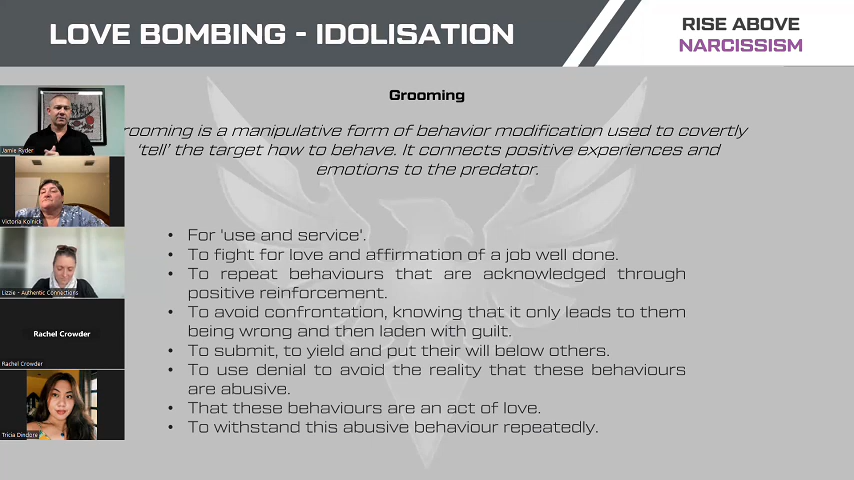 LOVE BOMBING - IDOLISATION
RISE ABOVE
NARCISSISM
Grooming
rooming is a manipulative form of behavior modification used to covertly
'tell' the target how to behave. It connects positive experiences and
emotions to the predator.
• For 'use and service'.
• To fight for love and affirmation of a job well done.
• To repeat behaviours that are acknowledged through
positive reinforcement.
• To avoid confrontation, knowing that it only leads to them
being wrong and then laden with guilt.
• To submit, to yield and put their will below others.
• To use denial to avoid the reality that these behaviours
are abusive.
• That these behaviours are an act of love.
• To withstand this abusive behaviour repeatedly.
Jamie Ryder
Victoria Kolnick
Lizzie - Authentic Connections
Rachel Crowder
Rachel Crowder
Tricia Dindore